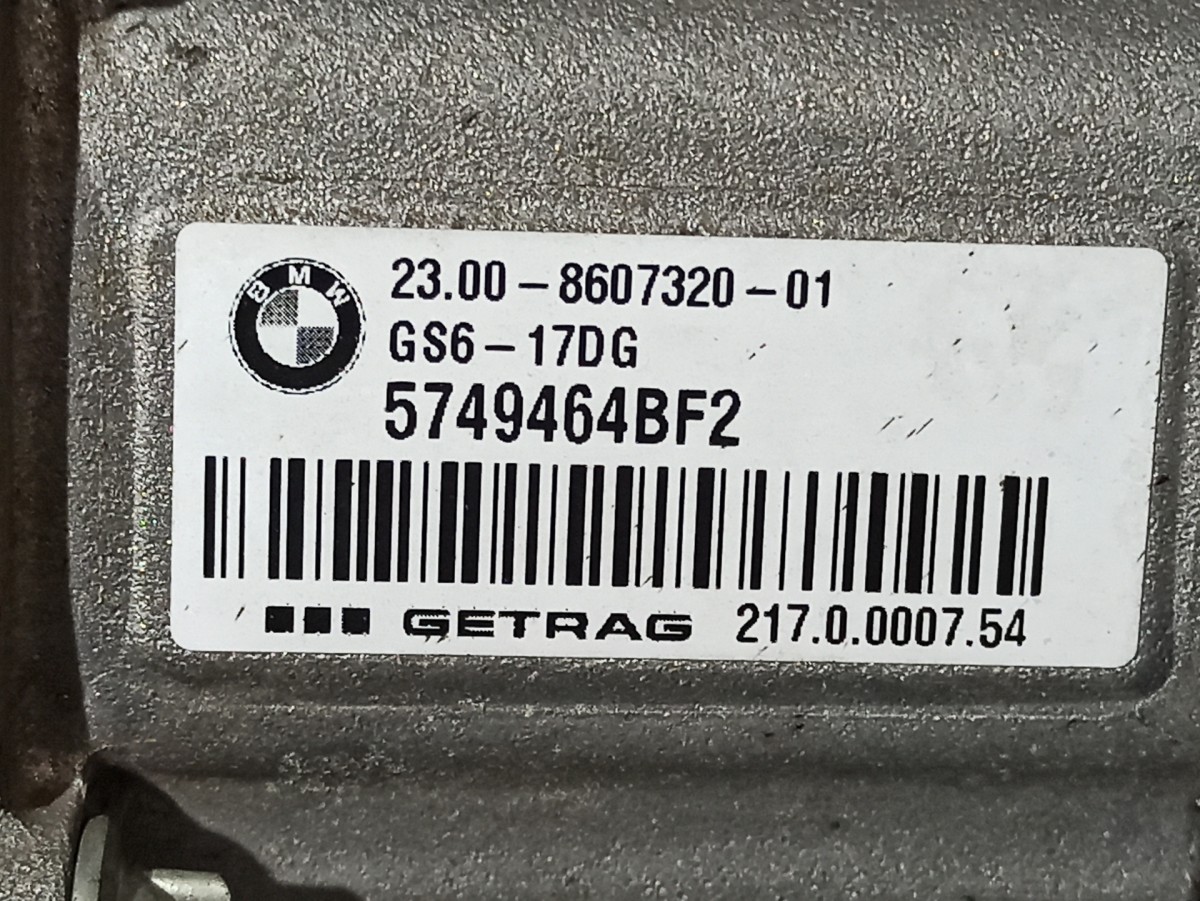 BMW
23.00-8607320-01
GS6-17DG
5749464BF2
GETRAG 217.0.0007.54